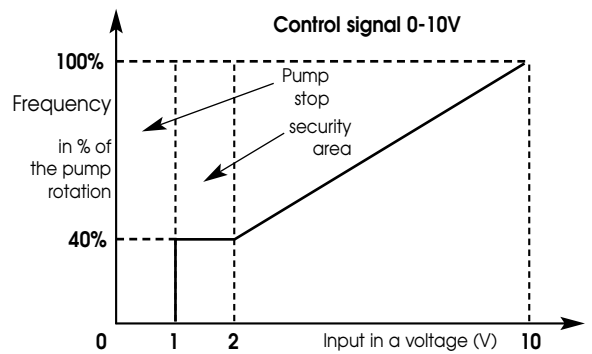 Control signal 0-10V
100%
Pump
stop
Frequency
security
area
in % of
the pump
rotation
40%
0
1
2
Input in a voltage (V)
10